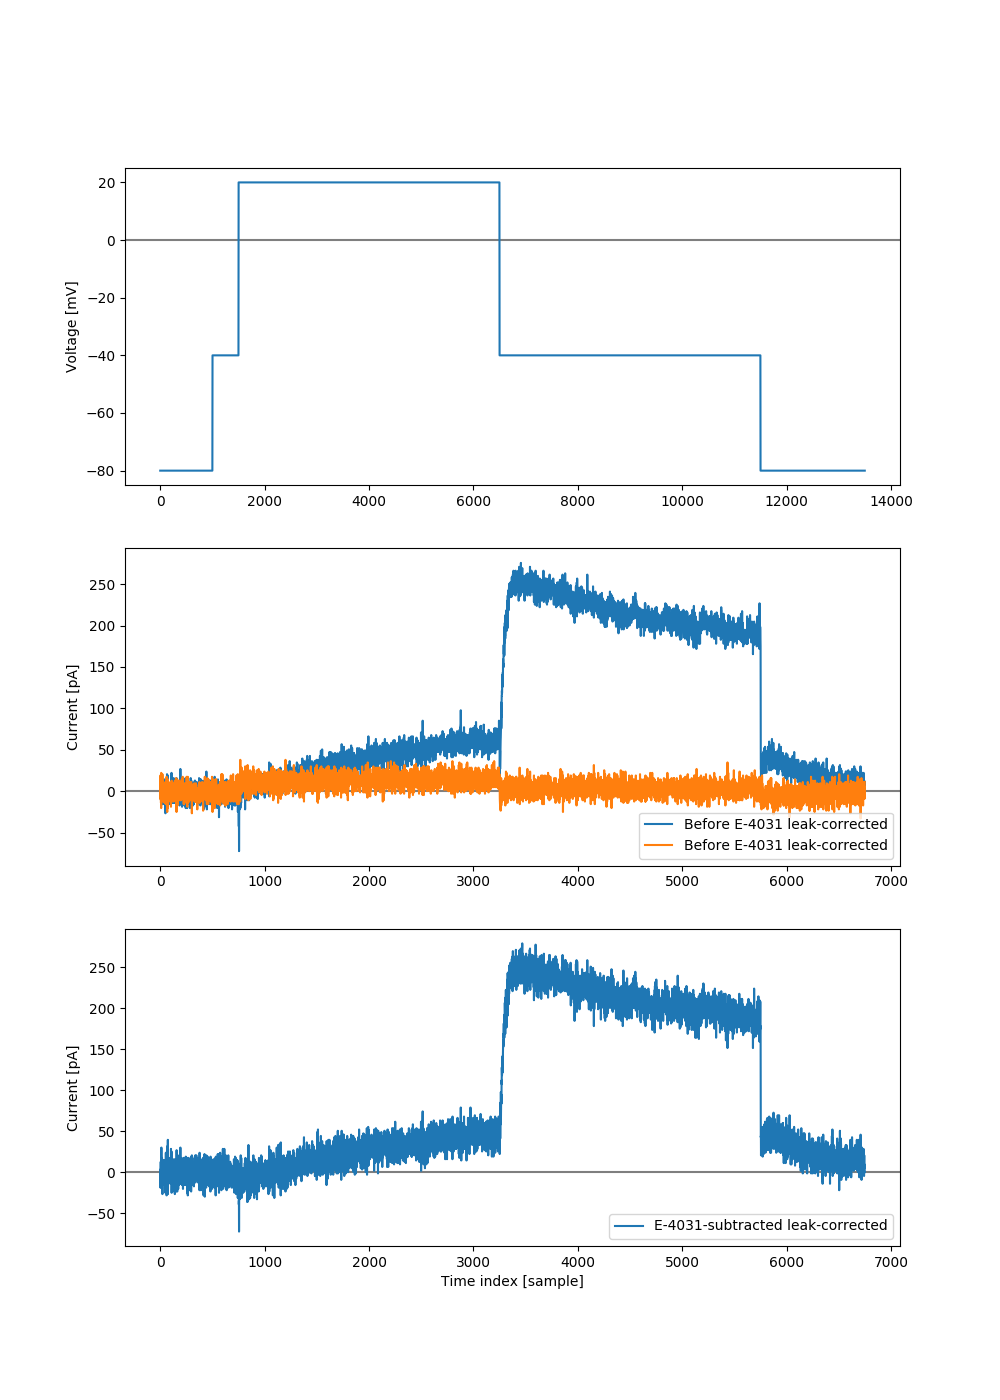 Voltage [mV]
20
0
−20
−40
−60
−80
0 2000 4000 6000 8000 10000 12000 14000
Current [pA]
250
200
150
100
50
0
−50
Before E-4031 leak-corrected
Before E-4031 leak-corrected
0 1000 2000 3000 4000 5000 6000 7000
Current [pA]
250
200
150
100
50
0
−50
E-4031-subtracted leak-corrected
0 1000 2000 3000 4000 5000 6000 7000
Time index [sample]